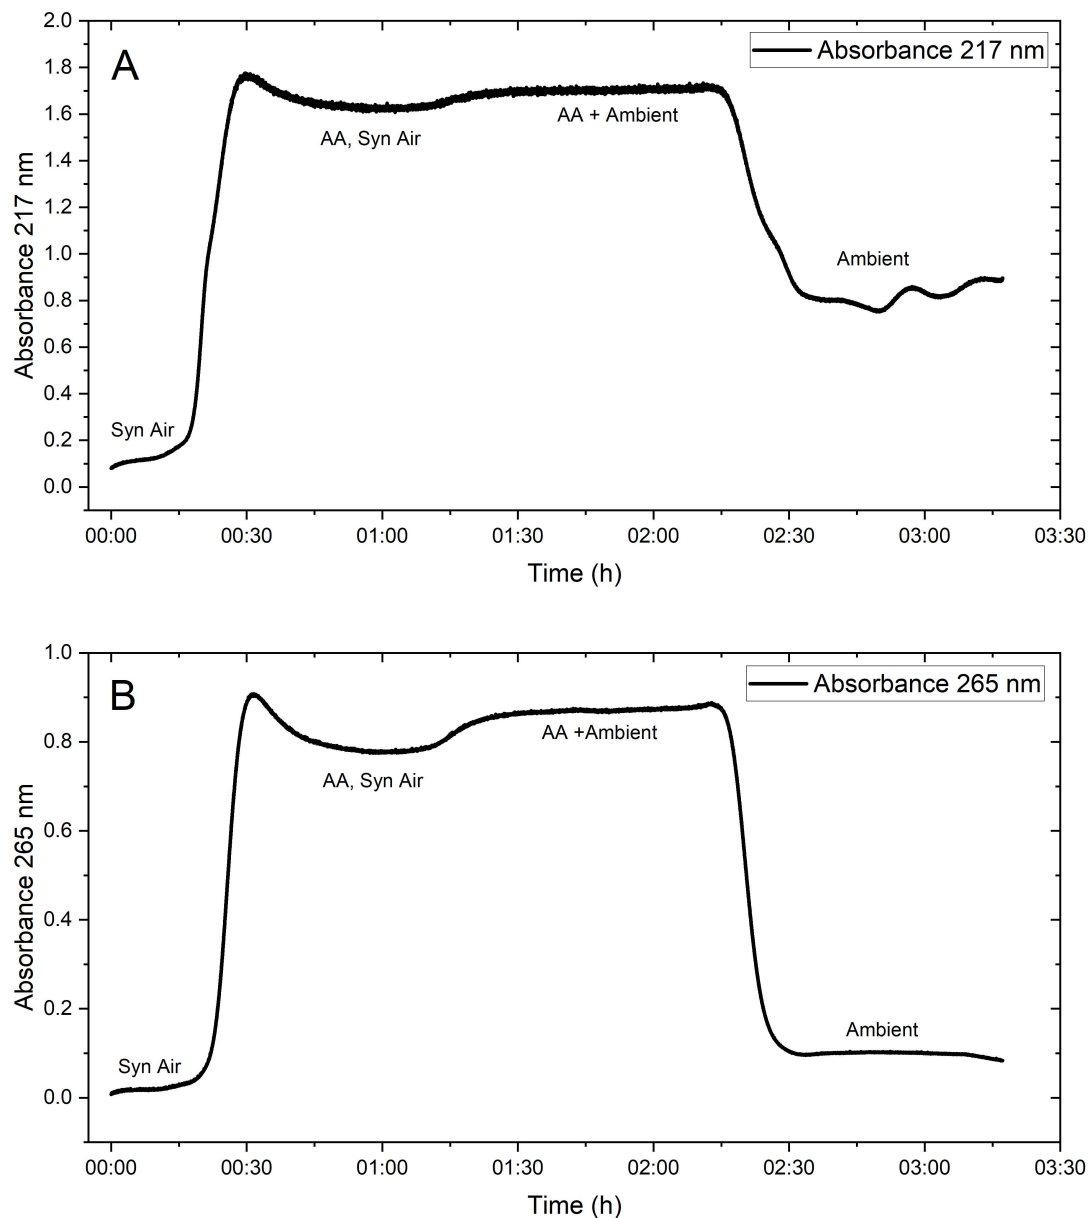 A
Absorbance 217 nm
2.0
1.8
1.6
1.4
1.2
1.0
0.8
0.6
0.4
0.2
0.0
Absorbance 217 nm
AA, Syn Air
AA + Ambient
Ambient
Syn Air
00:00 00:30 01:00 01:30 02:00 02:30 03:00 03:30
Time (h)
B
Absorbance 265 nm
1.0
0.8
0.6
0.4
0.2
0.0
Absorbance 265 nm
AA +Ambient
AA, Syn Air
Ambient
Syn Air
00:00 00:30 01:00 01:30 02:00 02:30 03:00 03:30
Time (h)